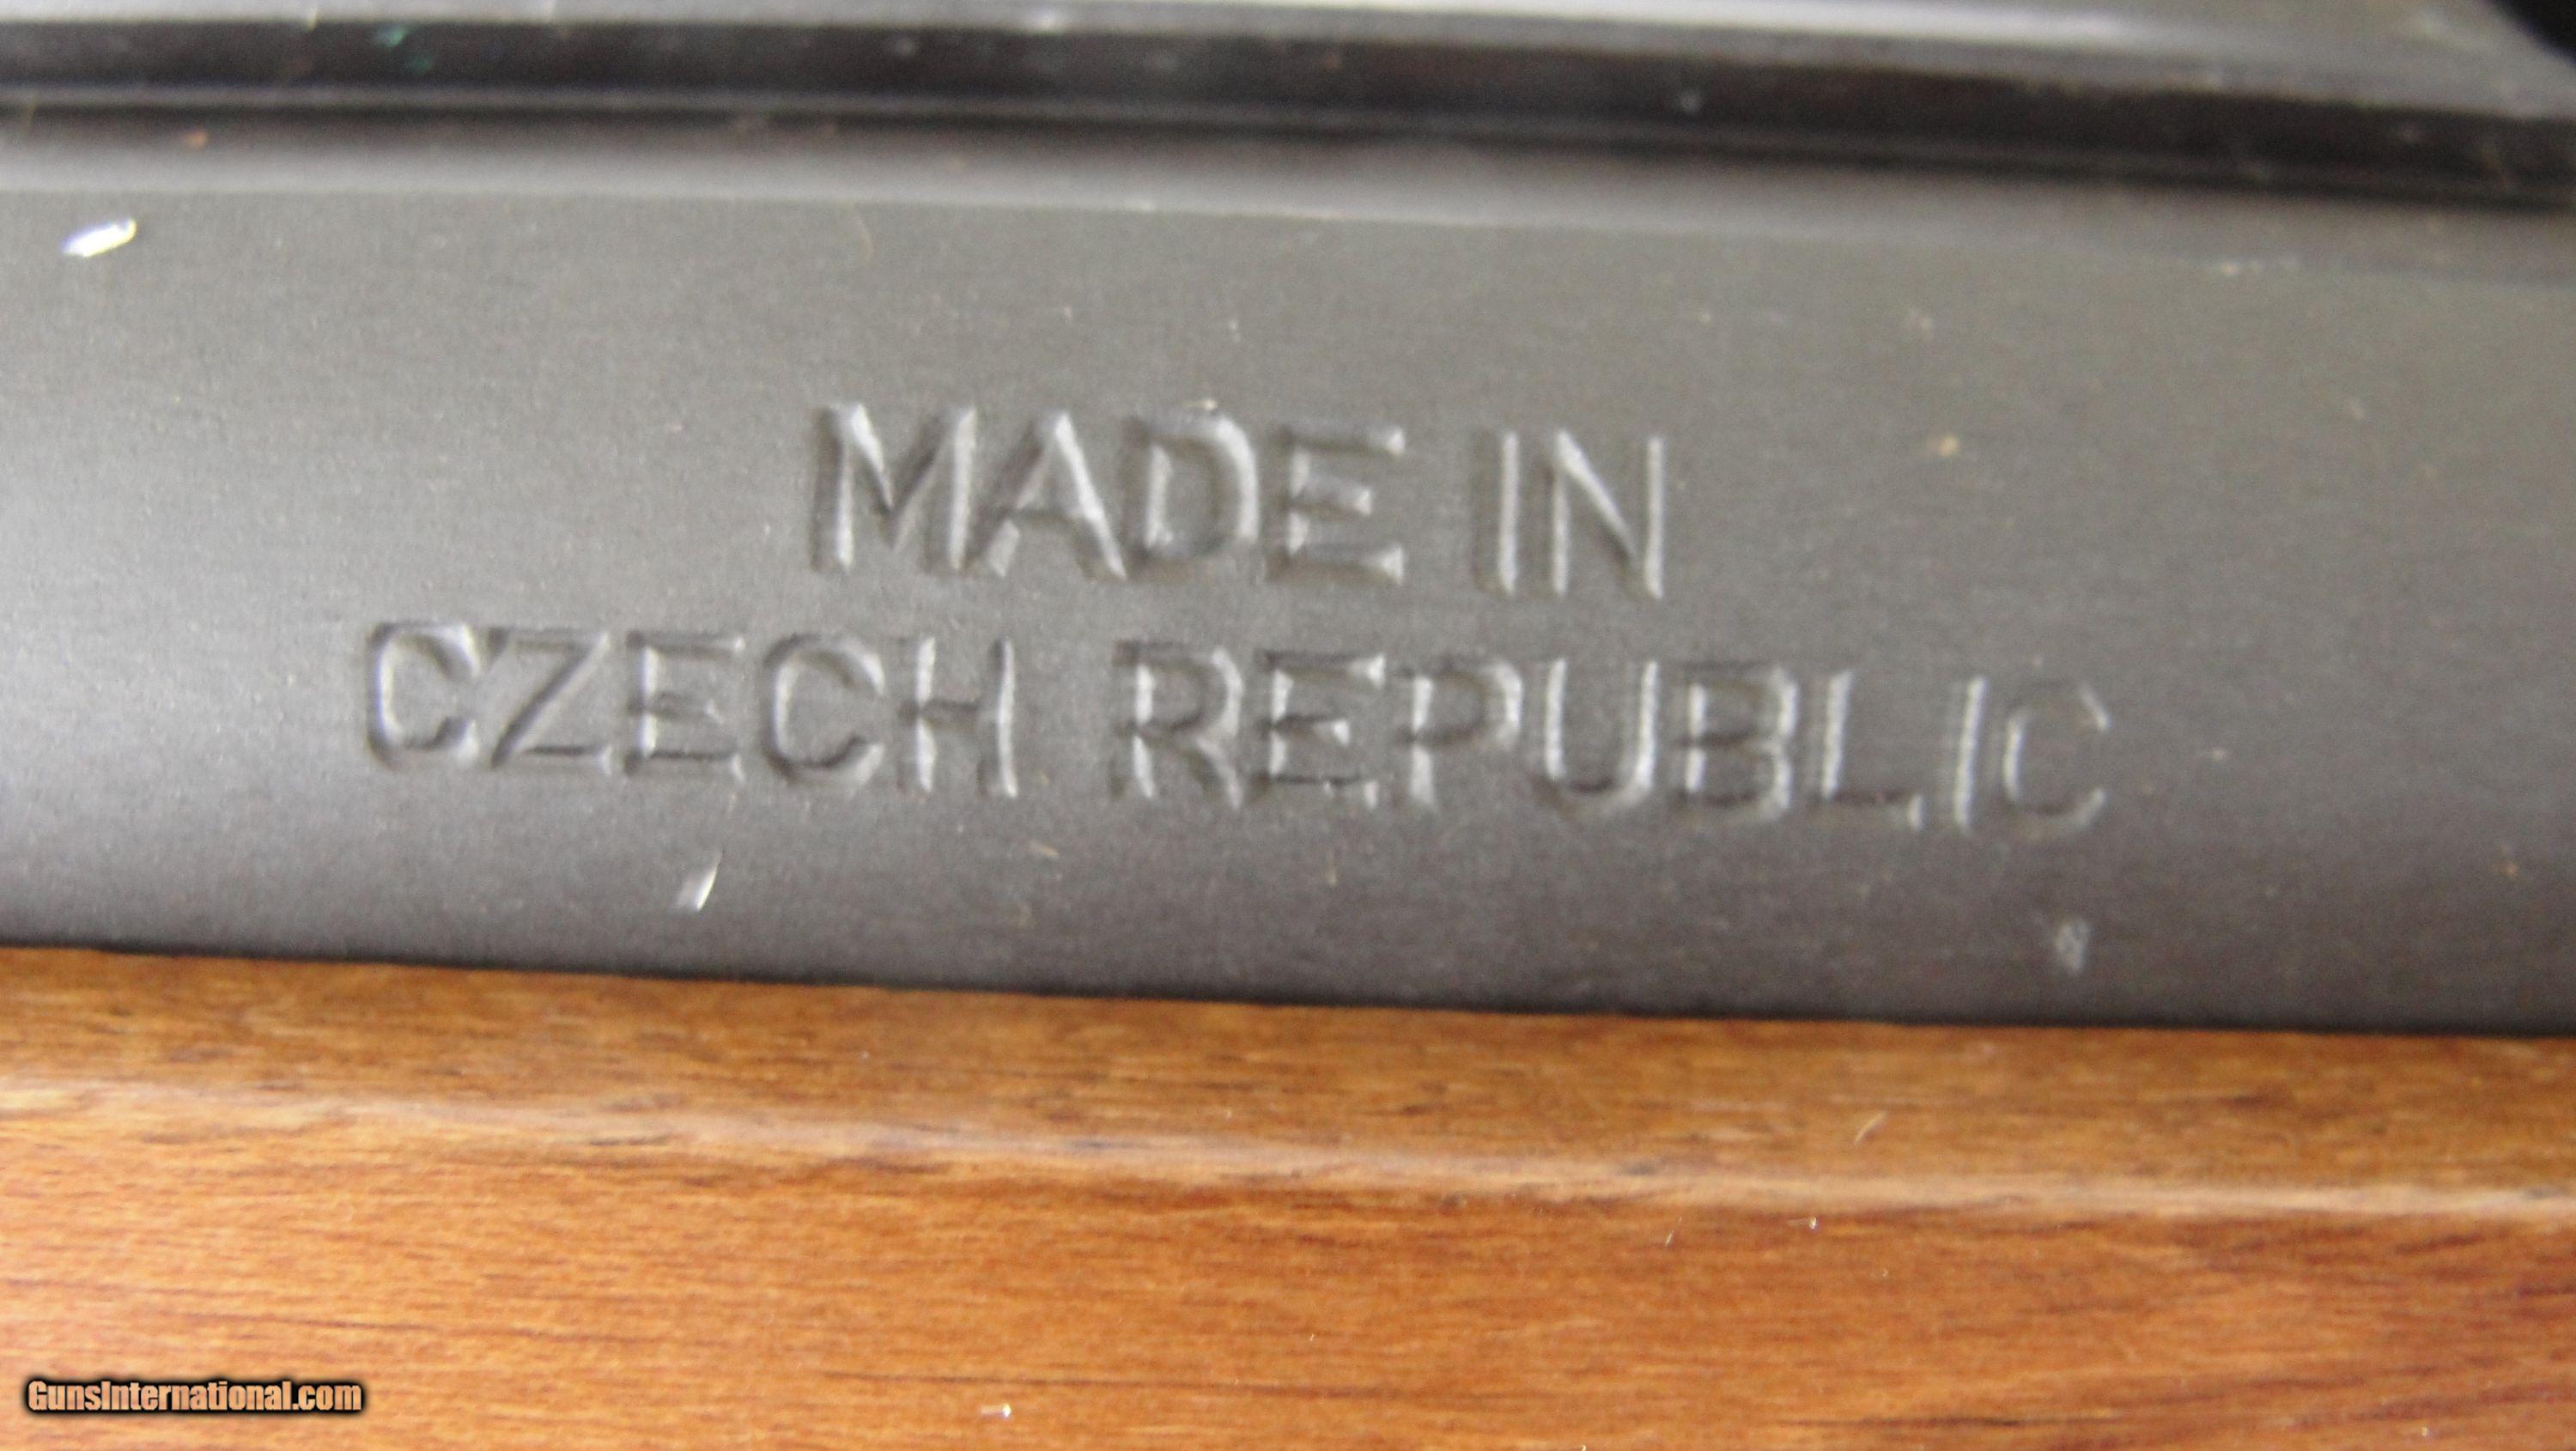 MADE IN
CZECH REPUBLIC
GunsInternational.com